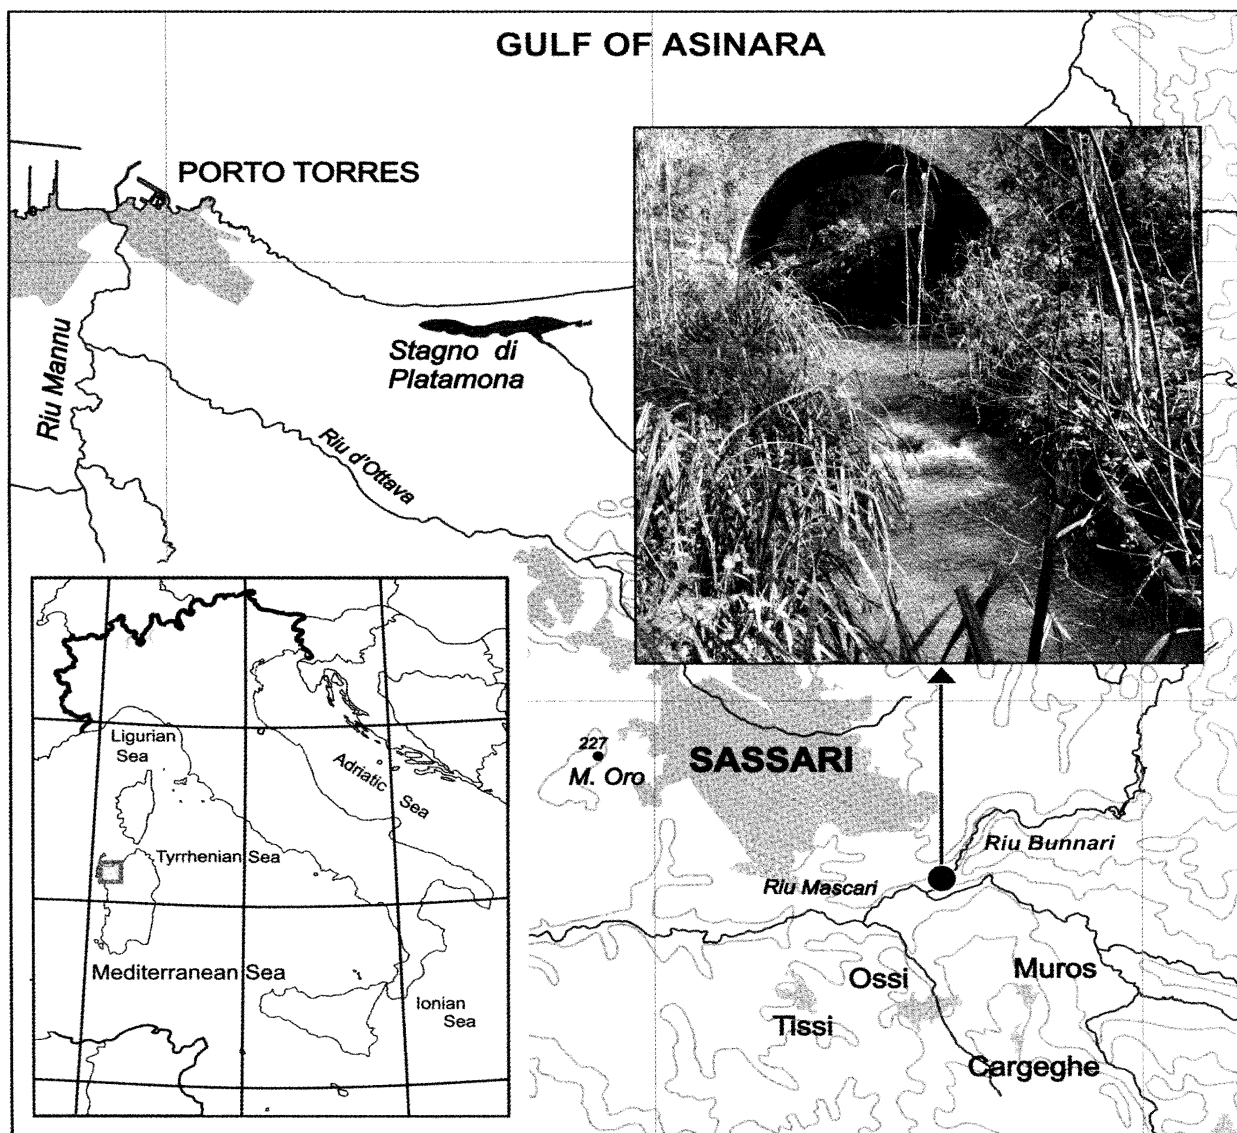 GULF OF ASINARA
PORTO TORRES
Riu Mannu
Stagno di
Platamona
Riu d'Ottava
Ligurian
Sea
Adriatic Sea
Tyrrhenian Sea
Mediterranean Sea
Ionian
Sea
227
M. Oro
SASSARI
Riu Bunnari
Riu Mascari
Ossi
Muros
Tissi
Cargeghe